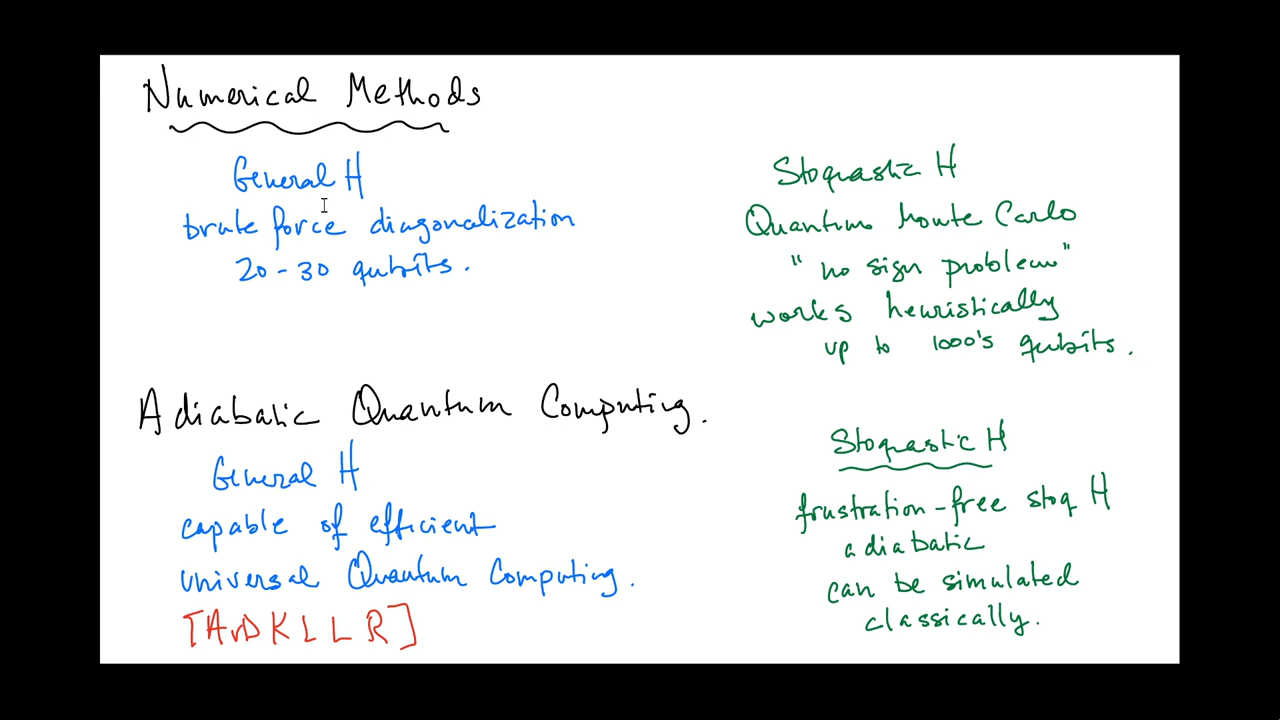 Numerical Methods
General H
brute force diagonalization
20 - 30 qubits.
Stoquastic H
Quantum Monte Carlo
"no sign problem"
works heuristically
up to 1000's qubits.
Adiabatic Quantum Computing.
General H
capable of efficient
universal Quantum Computing.
[AvDKLLR]
Stoquastic H
frustration-free stoq H
adiabatic
can be simulated
classically.